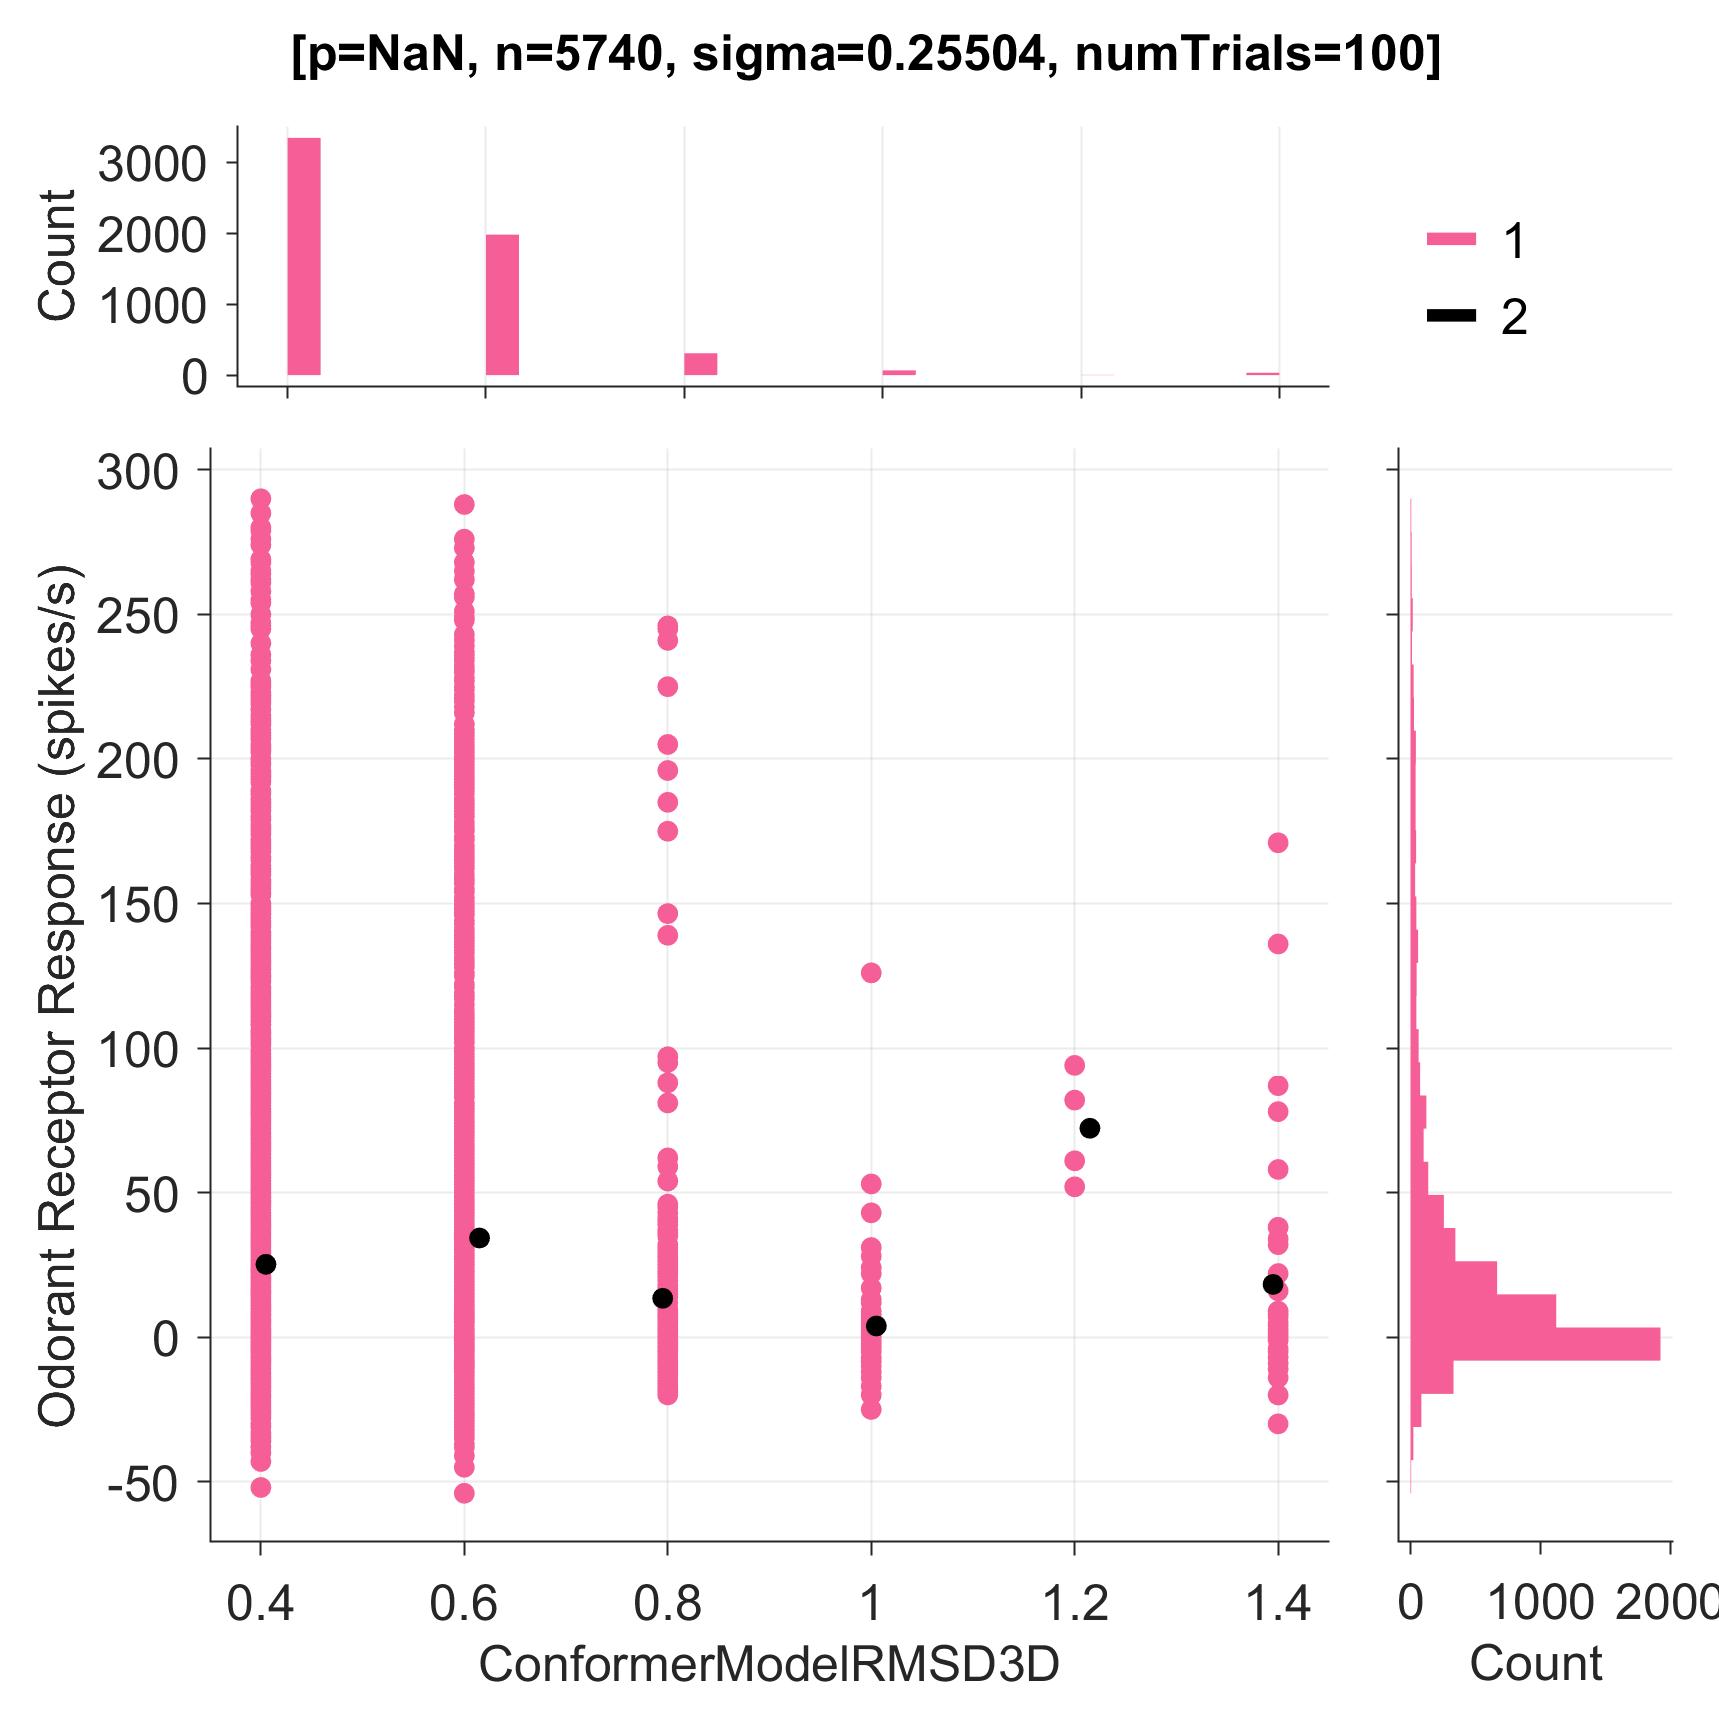 [p=NaN, n=5740, sigma=0.25504, numTrials=100]
Count
3000
2000
1000
0
1
2
Odorant Receptor Response (spikes/s)
300
250
200
150
100
50
0
-50
0.4 0.6 0.8 1 1.2 1.4
ConformerModelRMSD3D
0 1000 2000
Count